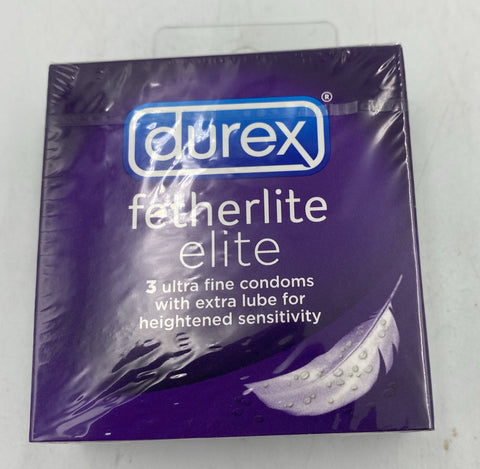 durex®
fetherlite
elite
3 ultra fine condoms
with extra lube for
heightened sensitivity